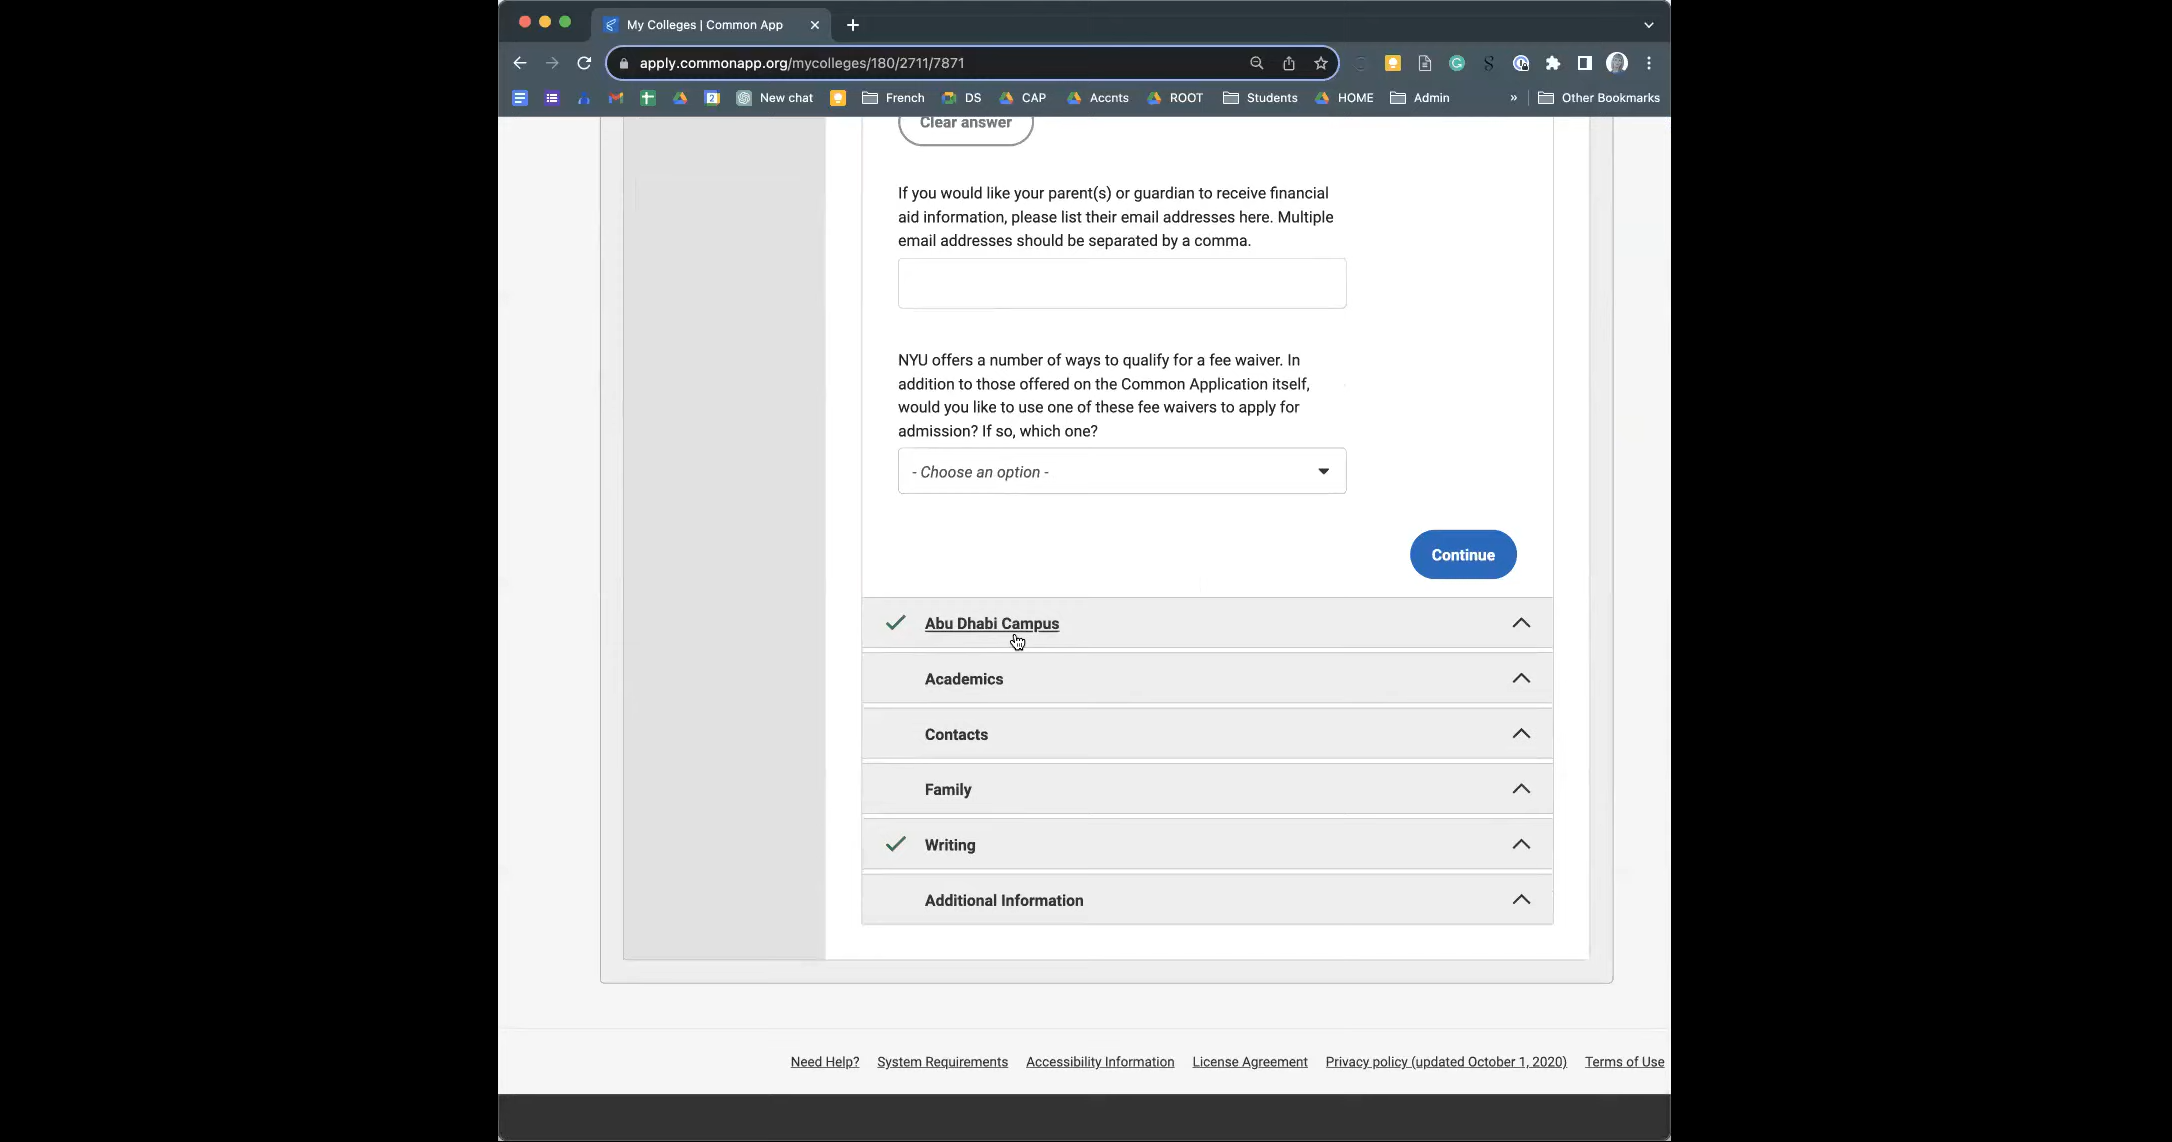 My Colleges | Common App
apply.commonapp.org/mycolleges/180/2711/7871
New chat French DS CAP Accnts ROOT Students HOME Admin » Other Bookmarks
Clear answer
If you would like your parent(s) or guardian to receive financial
aid information, please list their email addresses here. Multiple
email addresses should be separated by a comma.
NYU offers a number of ways to qualify for a fee waiver. In
addition to those offered on the Common Application itself,
would you like to use one of these fee waivers to apply for
admission? If so, which one?
- Choose an option -
Continue
Abu Dhabi Campus
Academics
Contacts
Family
Writing
Additional Information
Need Help? System Requirements Accessibility Information License Agreement Privacy policy (updated October 1, 2020) Terms of Use